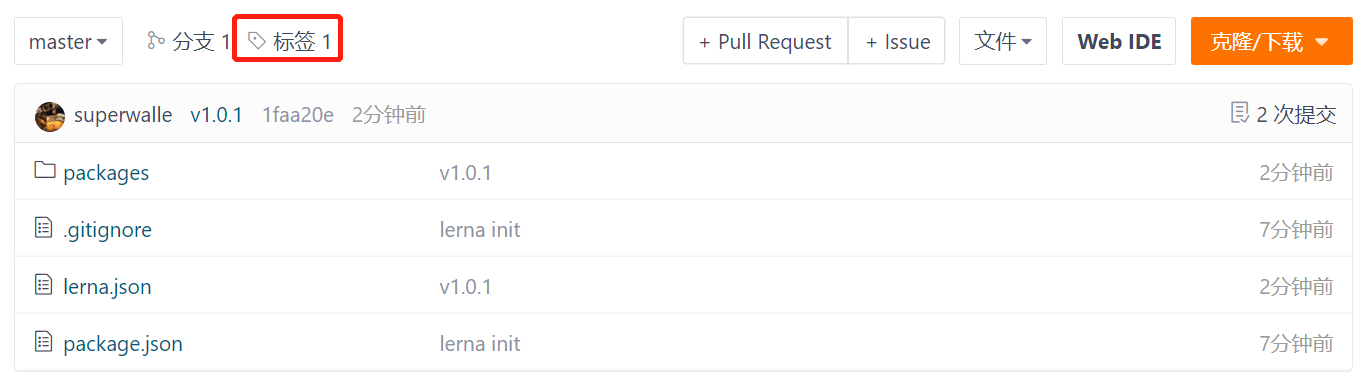 master 分支 1 标签 1 + Pull Request + Issue 文件 Web IDE 克隆/下载
superwalle v1.0.1 1faa20e 2分钟前 2 次提交
packages v1.0.1 2分钟前
.gitignore lerna init 7分钟前
lerna.json v1.0.1 2分钟前
package.json lerna init 7分钟前